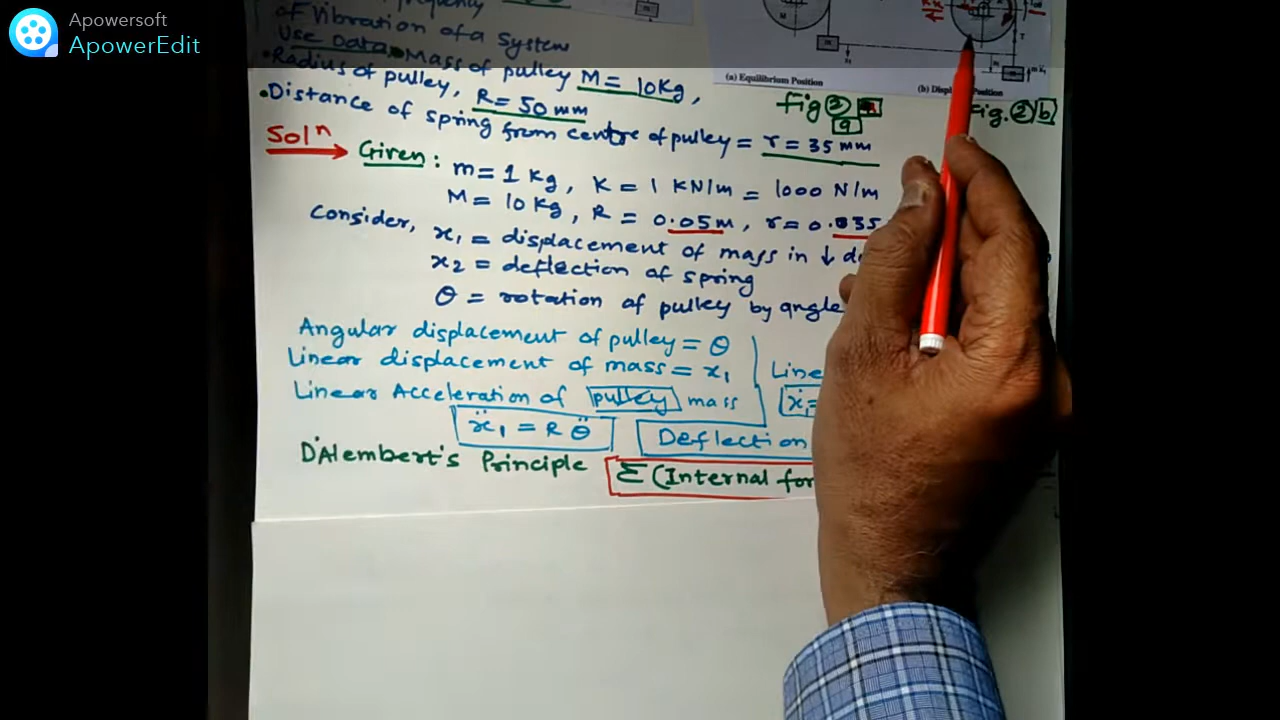 Apowersoft
ApowerEdit
of Vibration of a System
Use Data • Mass of pulley M = 10 Kg,
• Radius of pulley, R = 50 mm
• Distance of spring from centre of pulley = r = 35 mm
(a) Equilibrium Position
(b)
Fig ② a
Fig. ② b
Solⁿ → Given : m = 1 Kg, K = 1 KN/m = 1000 N/m
M = 10 Kg, R = 0.05m, r = 0.035
Consider, x₁ = displacement of mass in ↓
x₂ = deflection of spring
θ = rotation of pulley by angle
Angular displacement of pulley = θ
Linear displacement of mass = x₁
Linear Acceleration of pulley mass
ẍ₁ = R θ̈
Deflection
D'Alembert's Principle Σ (Internal